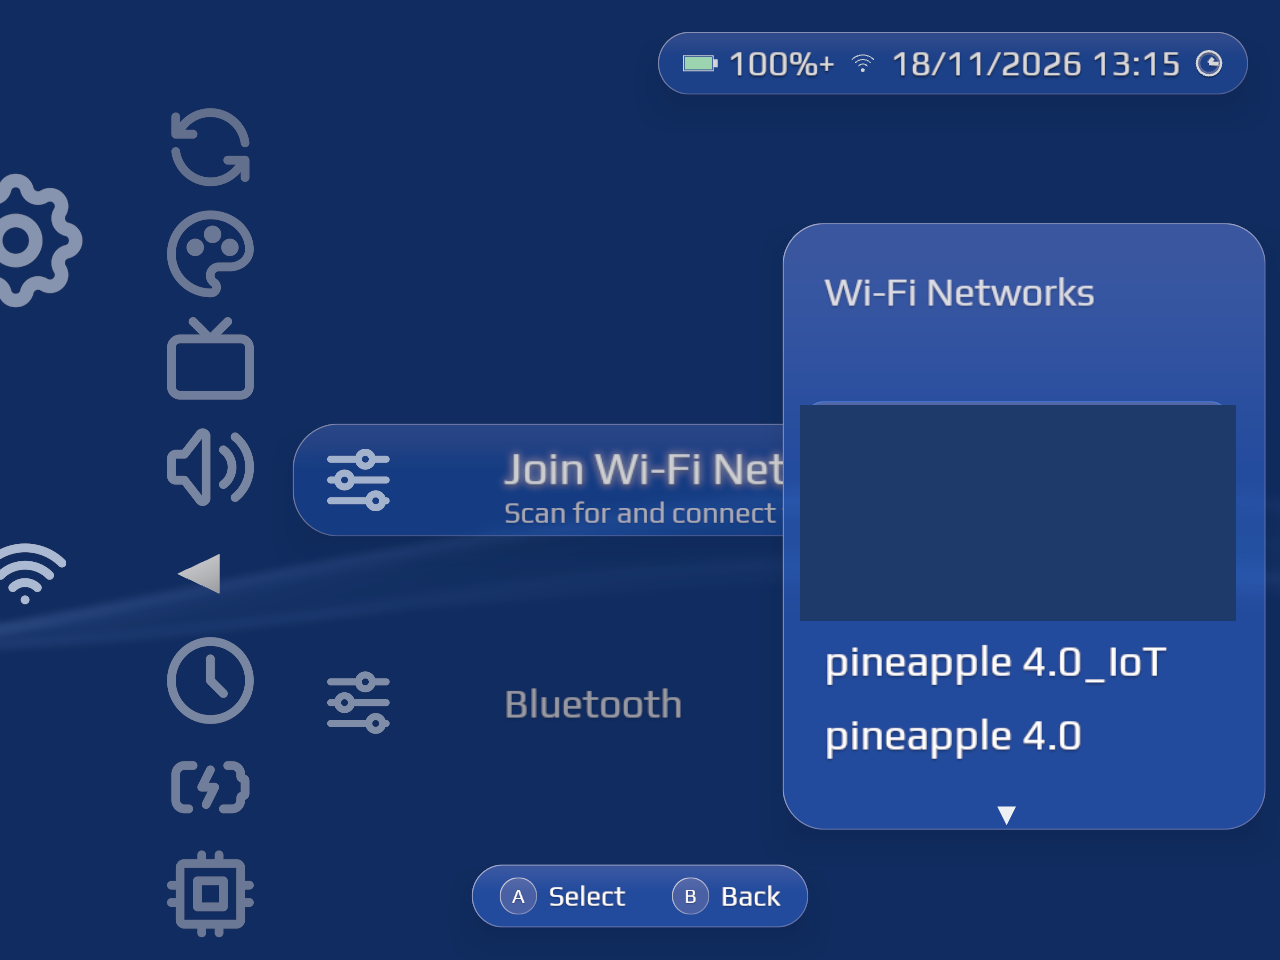 100%+ 18/11/2026 13:15
Wi-Fi Networks
Join Wi-Fi Net
Scan for and connect
pineapple 4.0_IoT
Bluetooth
pineapple 4.0
A Select B Back